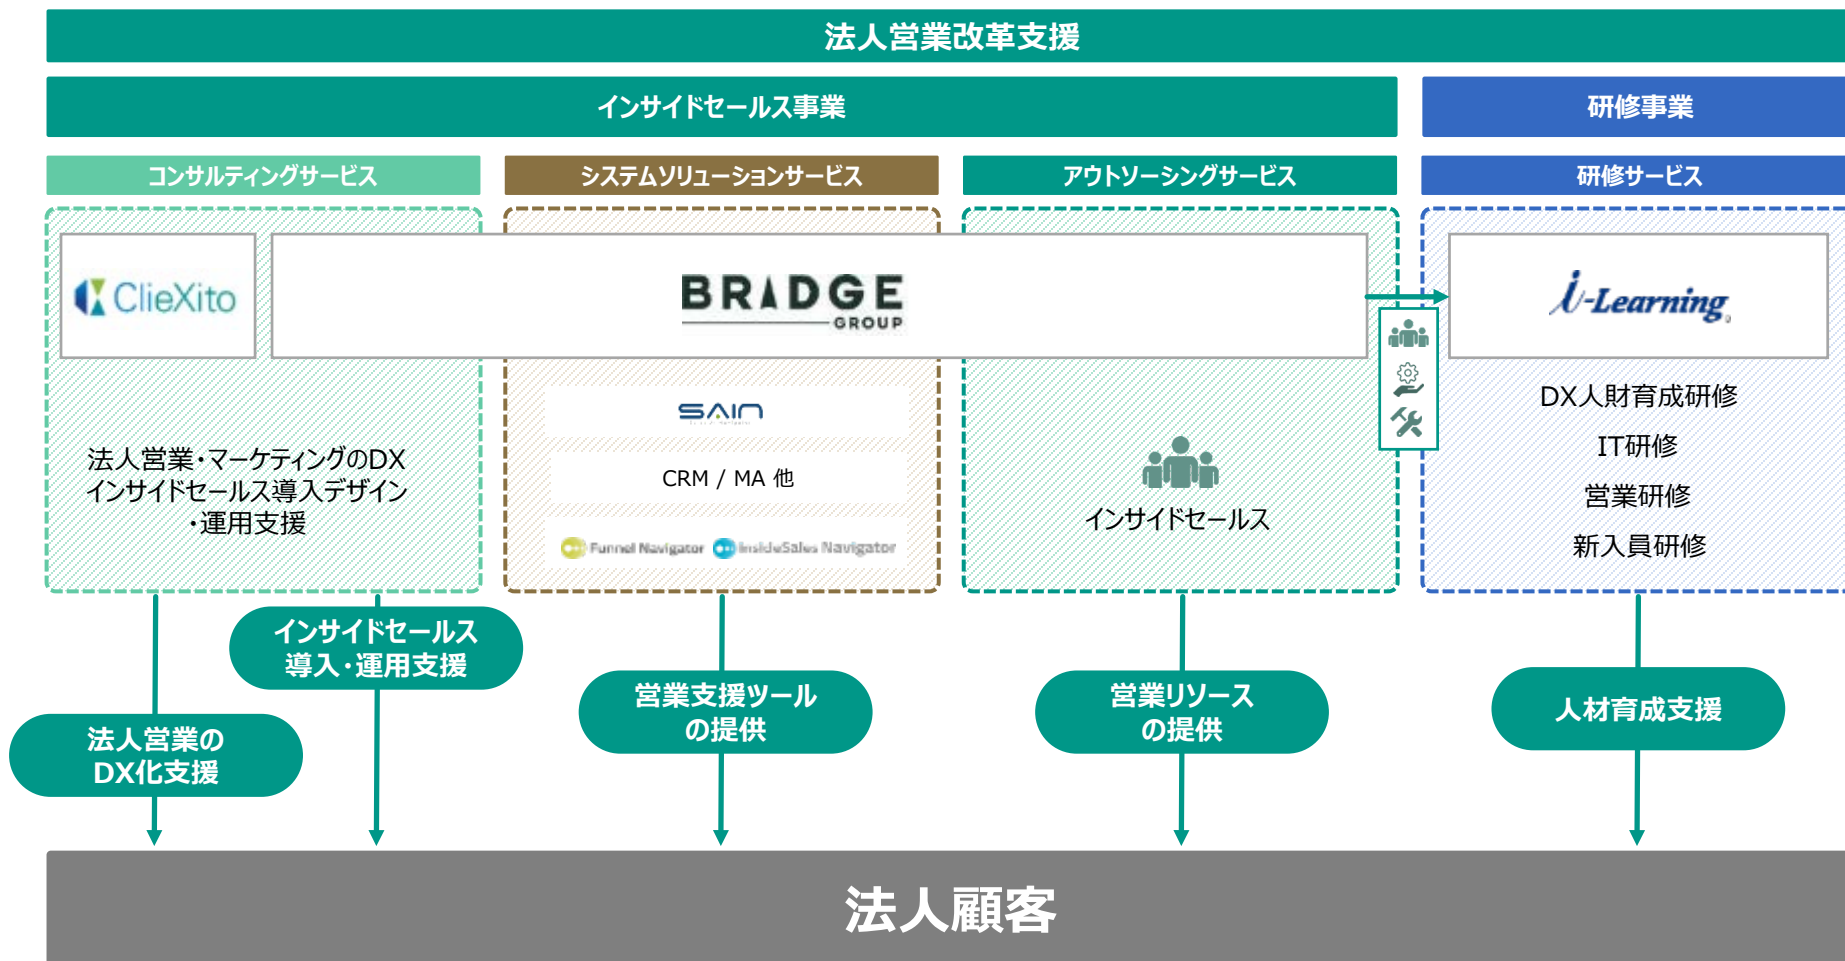 法人営業改革支援
インサイドセールス事業
研修事業
コンサルティングサービス
システムソリューションサービス
アウトソーシングサービス
研修サービス
ClieXito
BRIDGE
GROUP
i-Learning
SAIN
CRM / MA 他
Funnel Navigator
InsideSales Navigator
法人営業・マーケティングのDX
インサイドセールス導入デザイン
・運用支援
インサイドセールス
DX人財育成研修
IT研修
営業研修
新入員研修
インサイドセールス
導入・運用支援
法人営業の
DX化支援
営業支援ツール
の提供
営業リソース
の提供
人材育成支援
法人顧客